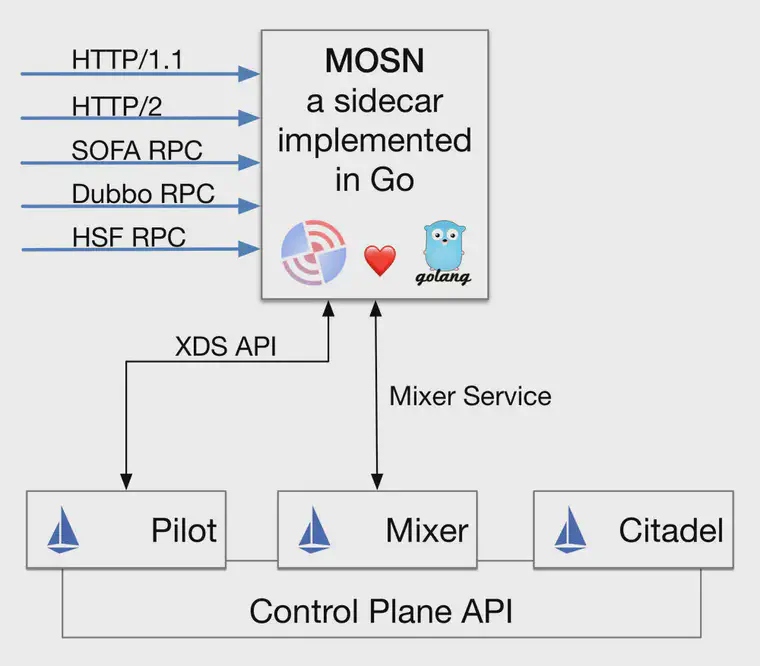 HTTP/1.1
HTTP/2
SOFA RPC
Dubbo RPC
HSF RPC
MOSN
a sidecar
implemented
in Go
golang
XDS API
Mixer Service
Pilot
Mixer
Citadel
Control Plane API